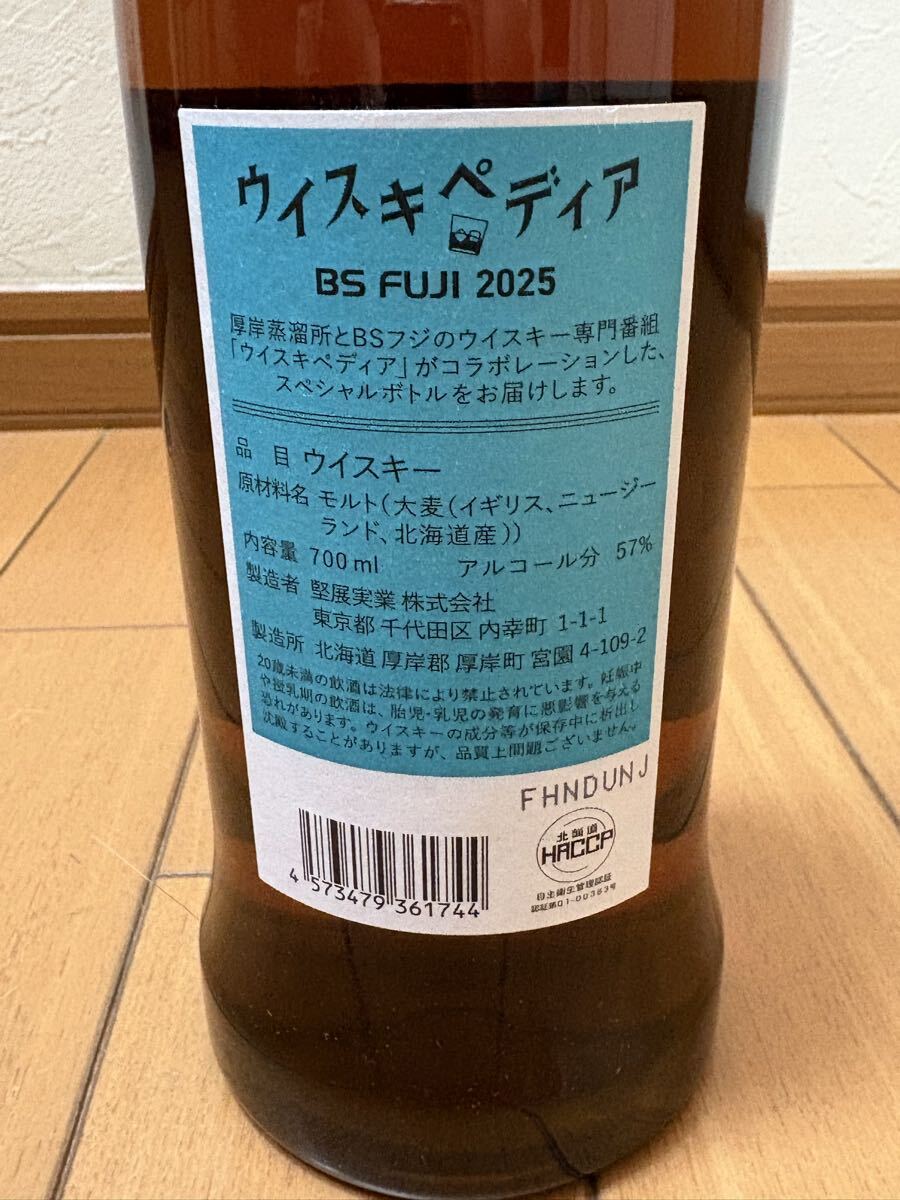 ウイスキペディア
BS FUJI 2025
厚岸蒸溜所とBSフジのウイスキー専門番組
「ウイスキペディア」がコラボレーションした、
スペシャルボトルをお届けします。
品目 ウイスキー
原材料名 モルト(大麦(イギリス、ニュージー
ランド、北海道産))
内容量 700ml アルコール分 57%
製造者 堅展実業 株式会社
東京都 千代田区 内幸町 1-1-1
製造所 北海道 厚岸郡 厚岸町 宮園 4-109-2
20歳未満の飲酒は法律により禁止されています。妊娠中
や授乳期の飲酒は、胎児・乳児の発育に悪影響を与える
恐れがあります。ウイスキーの成分等が保存中に析出し
沈殿することがありますが、品質上問題ございません。
FHNDUNJ
北海道
HACCP
01-00383号
4 573479 361744